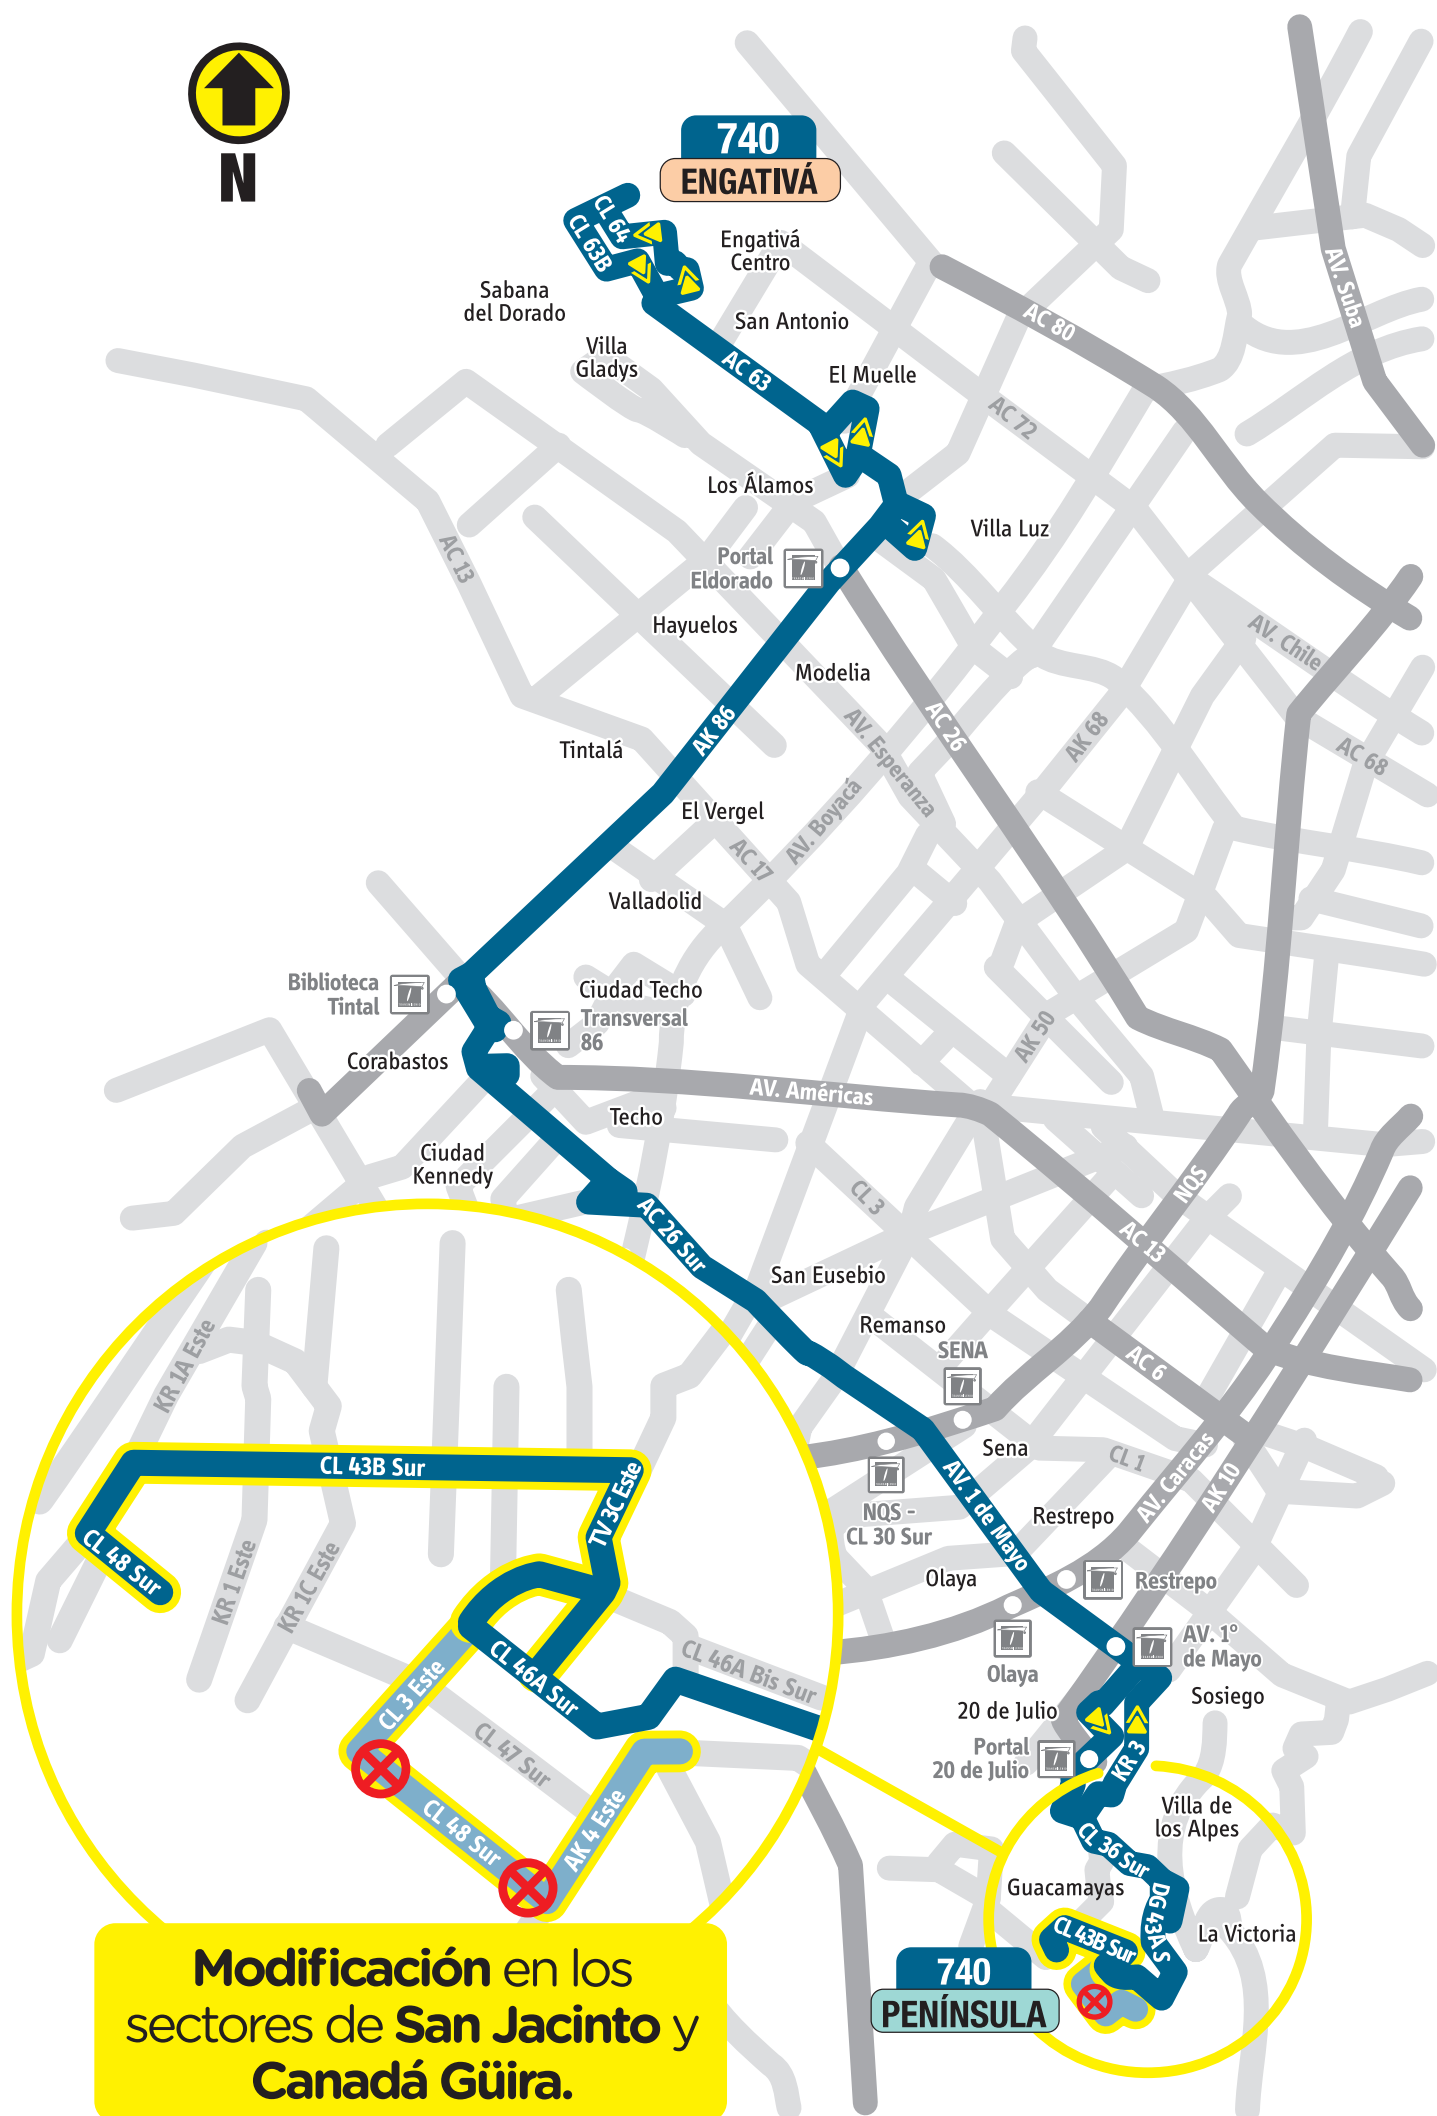 N
740
ENGATIVÁ
CL 64
CL 63B
Engativá
Centro
Sabana
del Dorado
San Antonio
Villa
Gladys
AC 63
El Muelle
AC 80
AV. Suba
AC 72
Los Álamos
Villa Luz
AC 13
Portal
Eldorado
Hayuelos
Modelia
AV. Chile
AC 26
AK 68
AC 68
AK 86
AV. Esperanza
Tintalá
El Vergel
AV. Boyacá
AC 17
Valladolid
Biblioteca
Tintal
Ciudad Techo
Transversal
86
Corabastos
AK 50
AV. Américas
Techo
Ciudad
Kennedy
CL 3
NQS
AC 13
AC 26 Sur
San Eusebio
Remanso
SENA
AC 6
KR 1A Este
CL 43B Sur
TV 3C Este
Sena
CL 1
AV. Caracas
AK 10
AV. 1 de Mayo
NQS -
CL 30 Sur
Restrepo
CL 48 Sur
KR 1 Este
KR 1C Este
Olaya
Restrepo
AV. 1°
de Mayo
Olaya
CL 46A Sur
CL 46A Bis Sur
CL 3 Este
CL 47 Sur
Sosiego
20 de Julio
Portal
20 de Julio
KR 3
CL 48 Sur
AK 4 Este
Villa de
los Alpes
CL 36 Sur
Guacamayas
DG 43A S
CL 43B Sur
La Victoria
740
PENÍNSULA
Modificación en los
sectores de San Jacinto y
Canadá Güira.